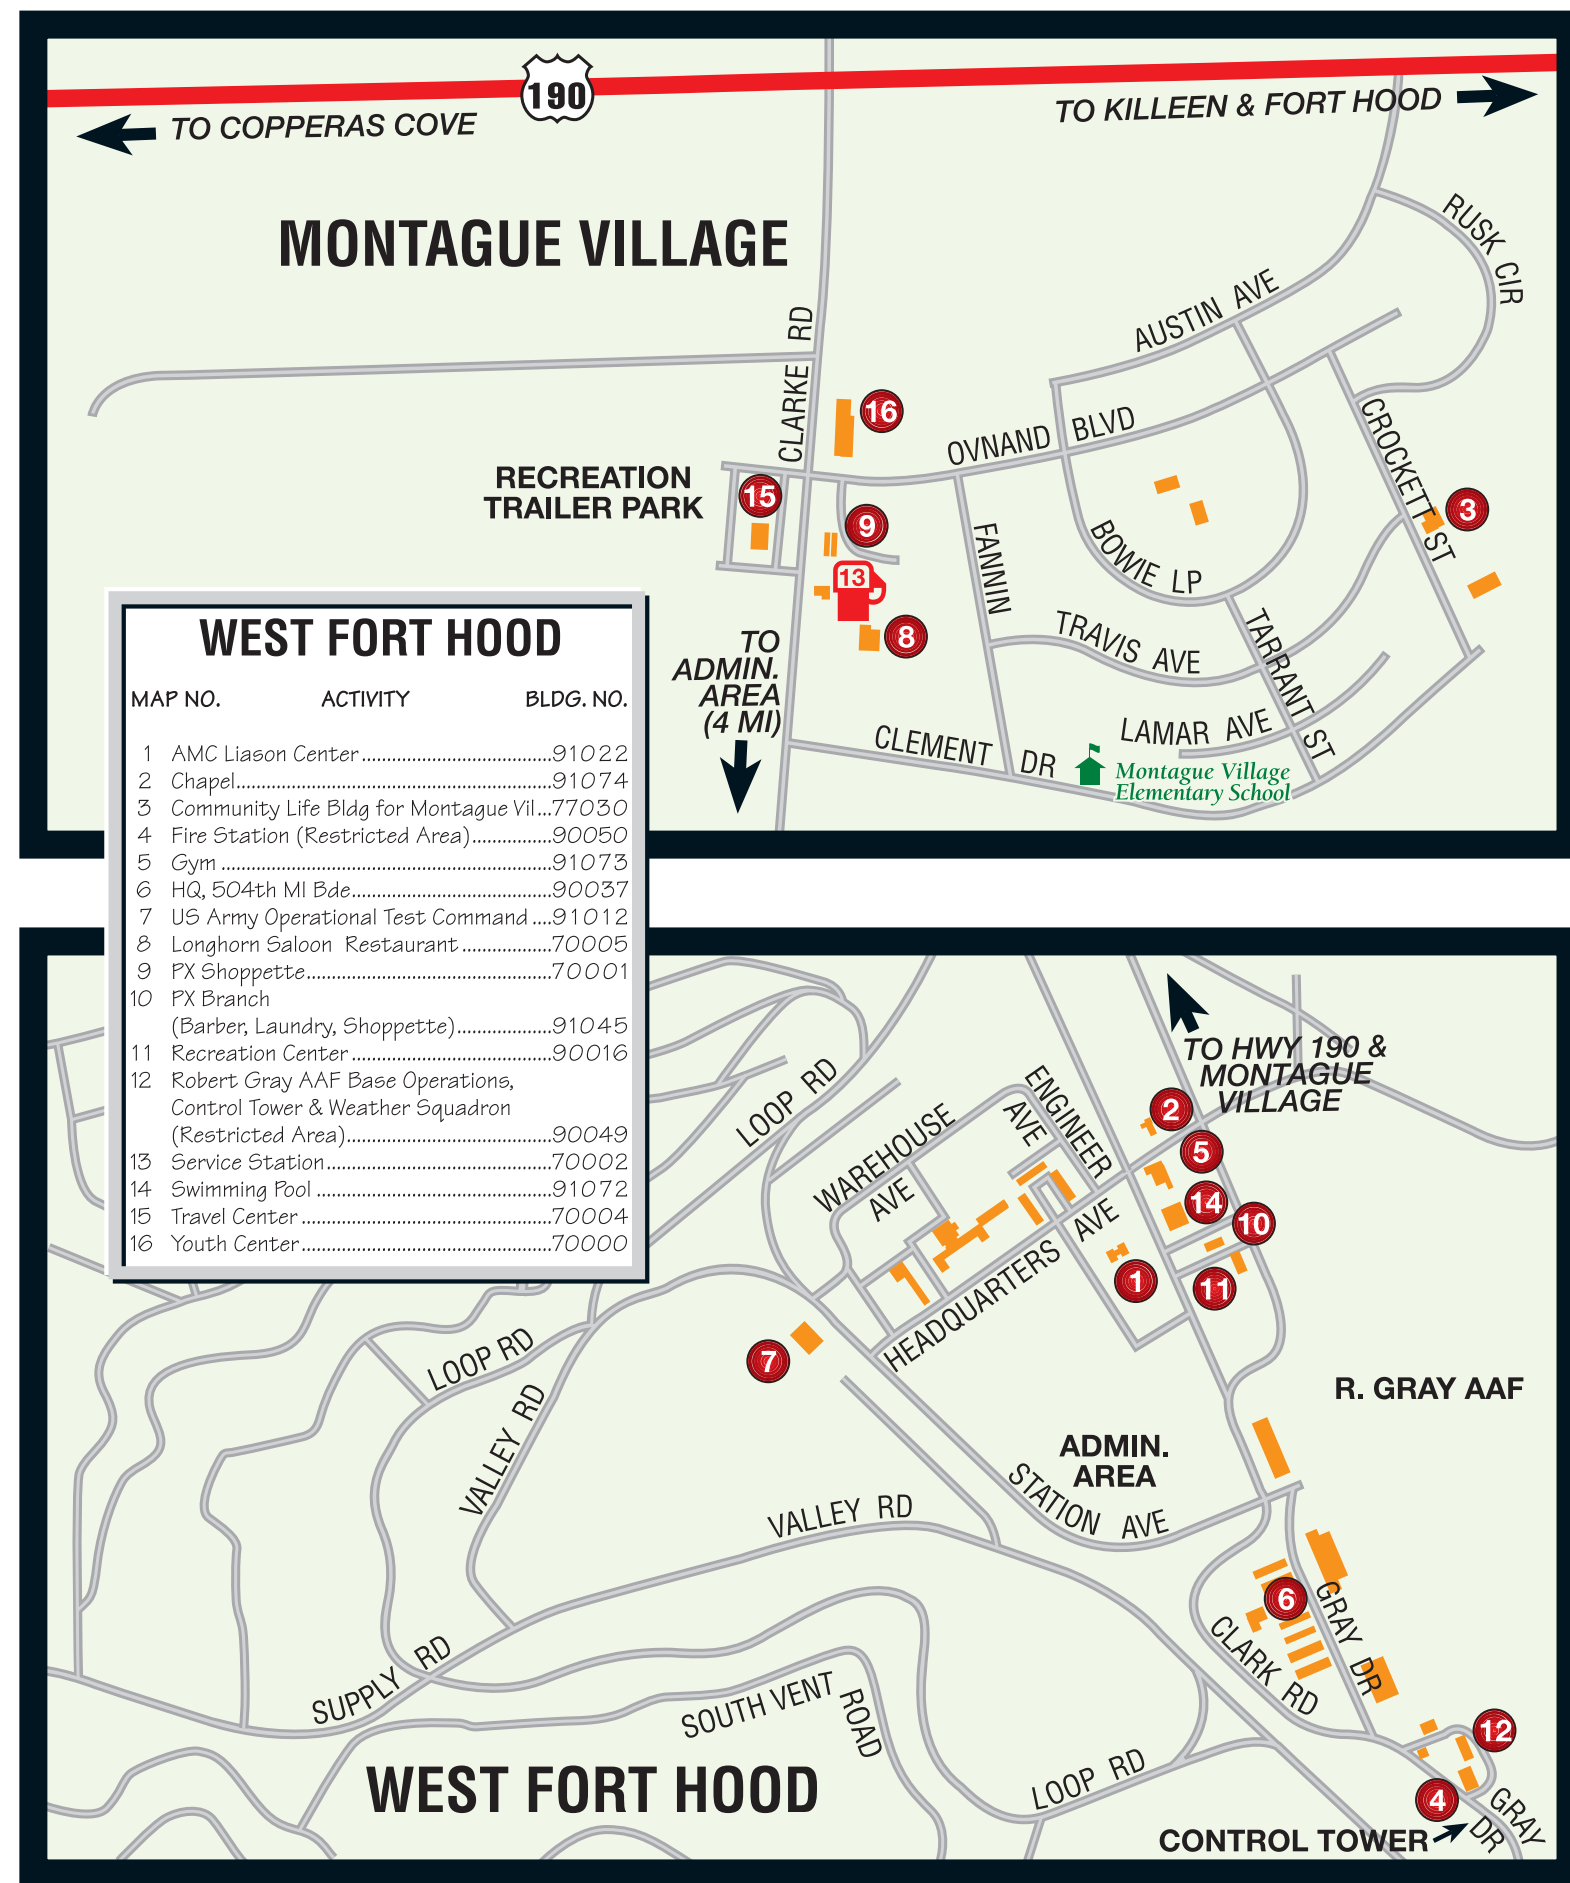 190
TO COPPERAS COVE
TO KILLEEN & FORT HOOD
MONTAGUE VILLAGE
RUSK CIR
AUSTIN AVE
CLARKE RD
16
OVNAND BLVD
CROCKETT ST
RECREATION
TRAILER PARK
15
9
3
13
8
FANNIN
BOWIE LP
TRAVIS AVE
TARRANT ST
LAMAR AVE
CLEMENT DR
TO
ADMIN.
AREA
(4 MI)
Montague Village
Elementary School
WEST FORT HOOD
MAP NO. ACTIVITY BLDG. NO.
1 AMC Liason Center 91022
2 Chapel 91074
3 Community Life Bldg for Montague Vil 77030
4 Fire Station (Restricted Area) 90050
5 Gym 91073
6 HQ, 504th MI Bde 90037
7 US Army Operational Test Command 91012
8 Longhorn Saloon Restaurant 70005
9 PX Shoppette 70001
10 PX Branch
(Barber, Laundry, Shoppette) 91045
11 Recreation Center 90016
12 Robert Gray AAF Base Operations,
Control Tower & Weather Squadron
(Restricted Area) 90049
13 Service Station 70002
14 Swimming Pool 91072
15 Travel Center 70004
16 Youth Center 70000
TO HWY 190 &
MONTAGUE
VILLAGE
LOOP RD
ENGINEER
AVE
WAREHOUSE
AVE
2
5
14
10
1
11
HEADQUARTERS AVE
7
LOOP RD
VALLEY RD
R. GRAY AAF
ADMIN.
AREA
STATION AVE
VALLEY RD
6
GRAY DR
CLARK RD
SUPPLY RD
SOUTH VENT
ROAD
12
LOOP RD
4
GRAY
DR
WEST FORT HOOD
CONTROL TOWER